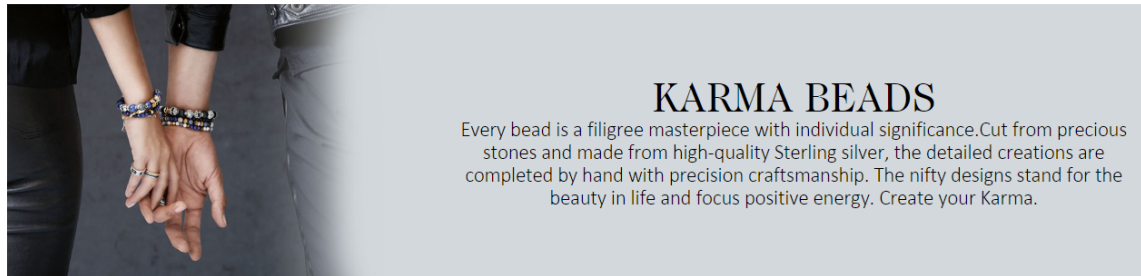 KARMA BEADS
Every bead is a filigree masterpiece with individual significance.Cut from precious
stones and made from high-quality Sterling silver, the detailed creations are
completed by hand with precision craftsmanship. The nifty designs stand for the
beauty in life and focus positive energy. Create your Karma.